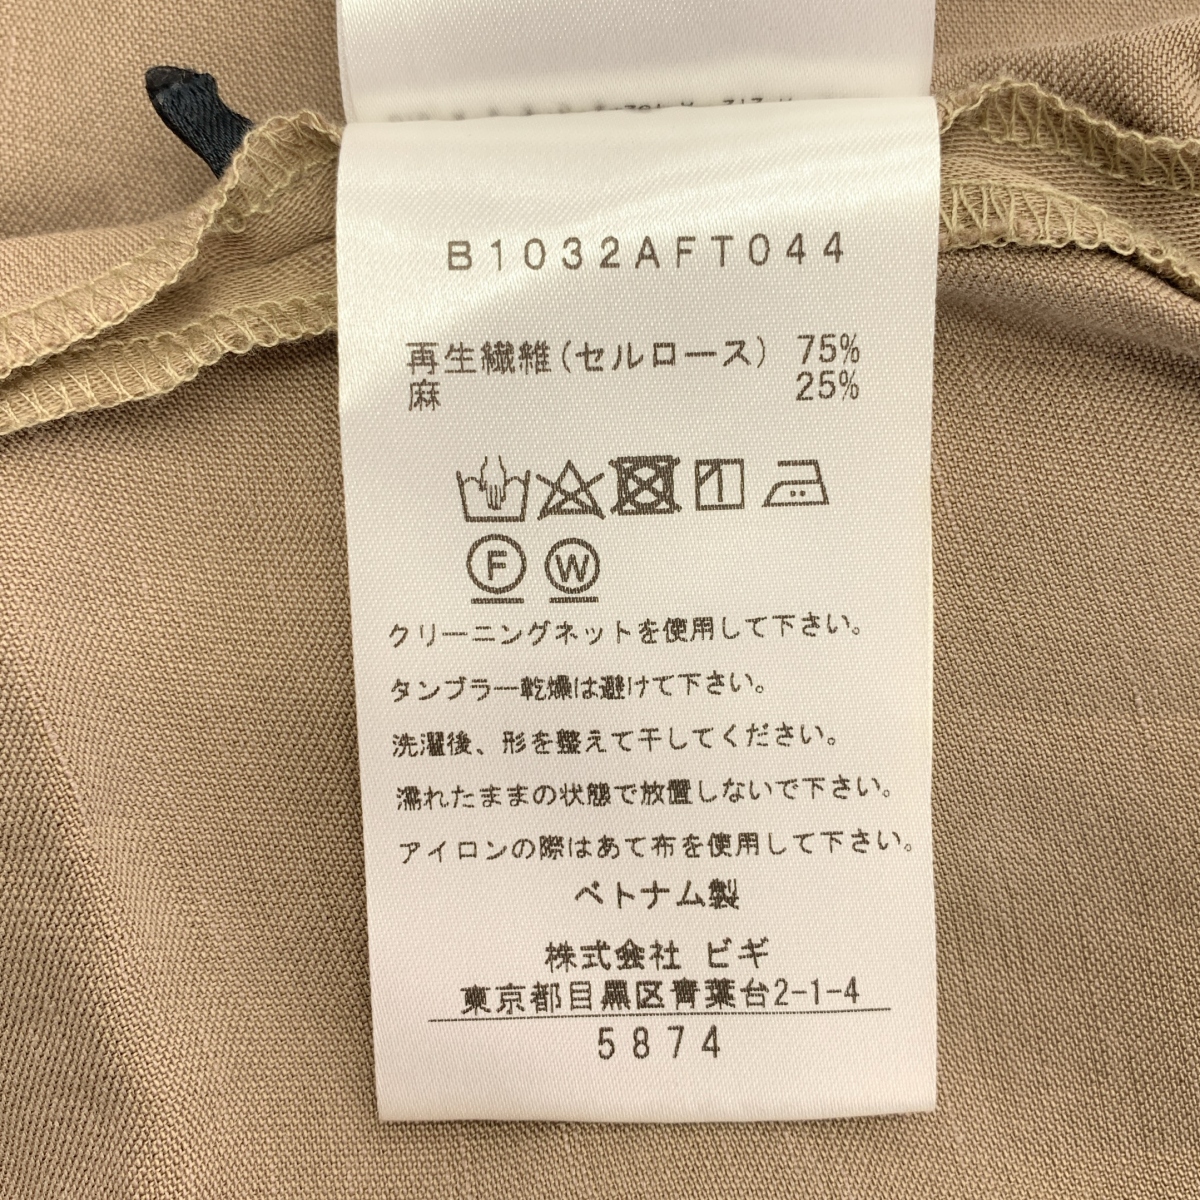 B1032AFT044
再生繊維(セルロース) 75%
麻 25%
F W
クリーニングネットを使用して下さい。
タンブラー乾燥は避けて下さい。
洗濯後、形を整えて干してください。
濡れたままの状態で放置しないで下さい。
アイロンの際はあて布を使用して下さい。
ベトナム製
株式会社 ビギ
東京都目黒区青葉台2-1-4
5874